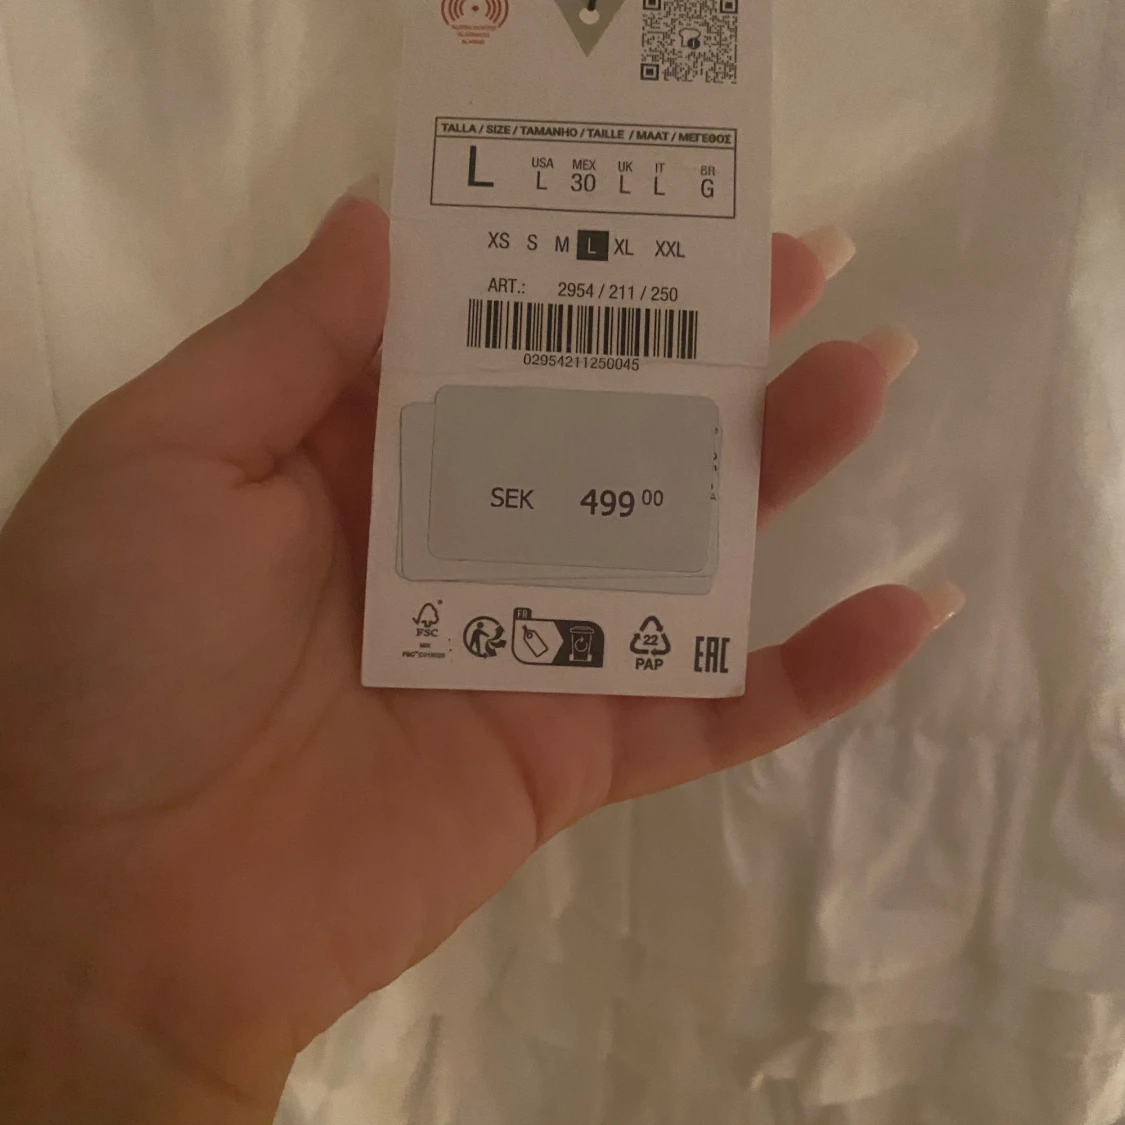 TALLA / SIZE / TAMANHO / TAILLE / MAAT / ΜΕΓΕΘΟΣ
L USA L MEX 30 UK L IT L BR G
XS S M L XL XXL
ART.: 2954 / 211 / 250
02954211250045
SEK 499 00
FR
FSC
MIX
22
PAP
EAC